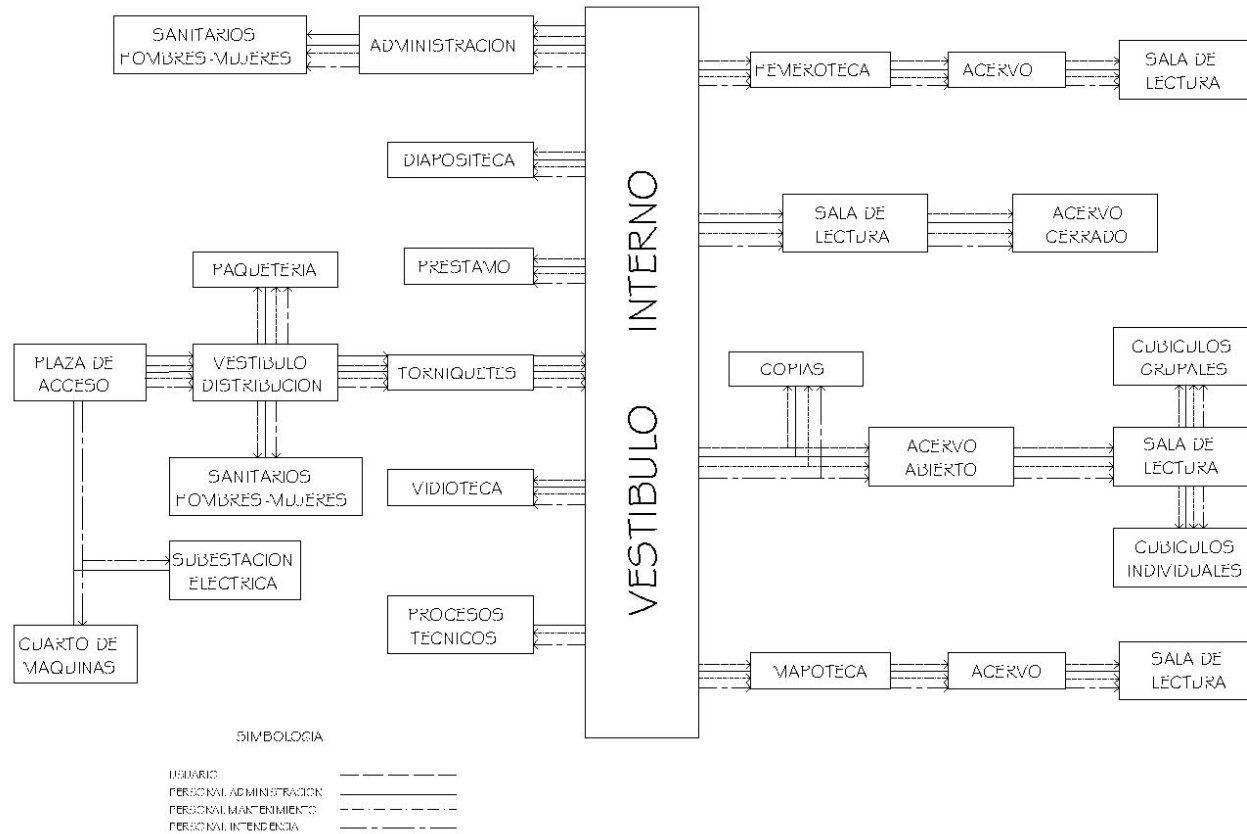 SANITARIOS
HOMBRES-MUJERES
ADMINISTRACION
HEMEROTECA
ACERVO
SALA DE
LECTURA
DIAPOSITECA
SALA DE
LECTURA
ACERVO
CERRADO
PAQUETERIA
PRESTAMO
VESTIBULO INTERNO
PLAZA DE
ACCESO
VESTIBULO
DISTRIBUCION
TORNIQUETES
COPIAS
CUBICULOS
GRUPALES
ACERVO
ABIERTO
SALA DE
LECTURA
SANITARIOS
HOMBRES-MUJERES
VIDIOTECA
SUBESTACION
ELECTRICA
CUBICULOS
INDIVIDUALES
CUARTO DE
MAQUINAS
PROCESOS
TECNICOS
MAPOTECA
ACERVO
SALA DE
LECTURA
SIMBOLOGIA
USUARIO
PERSONAL ADMINISTRACION
PERSONAL MANTENIMIENTO
PERSONAL INTENDENCIA